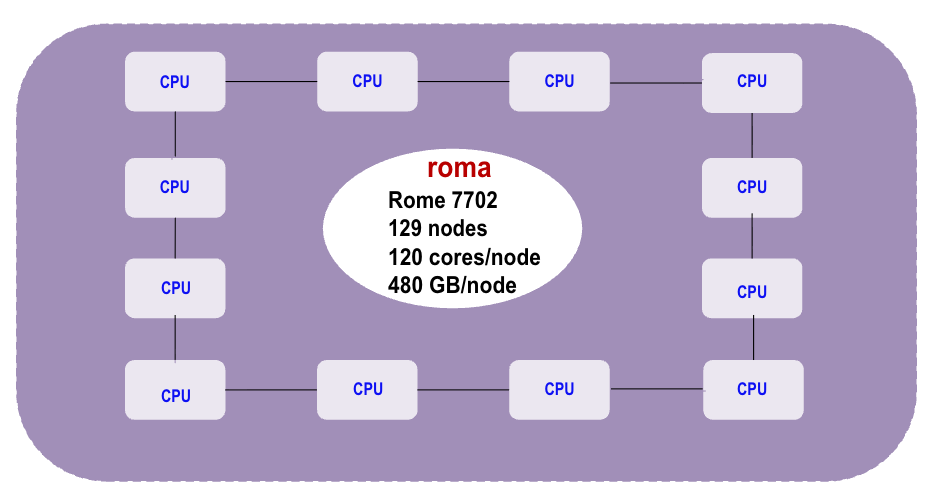 CPU CPU CPU CPU
roma
CPU CPU
Rome 7702
129 nodes
120 cores/node
480 GB/node
CPU CPU
CPU CPU CPU CPU